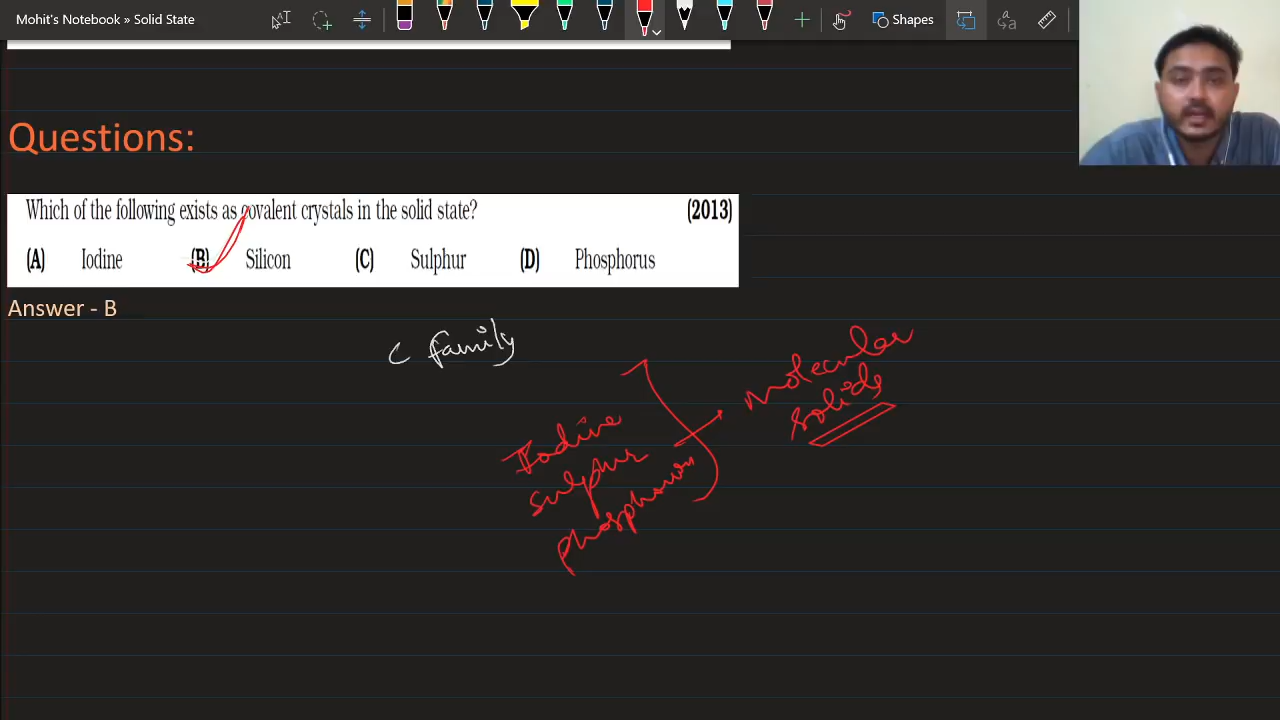 Mohit's Notebook » Solid State
Shapes
Questions:
Which of the following exists as covalent crystals in the solid state? (2013)
(A) Iodine (B) Silicon (C) Sulphur (D) Phosphorus
Answer - B
C family
Iodine
sulphur
phosphorus
molecular
solids